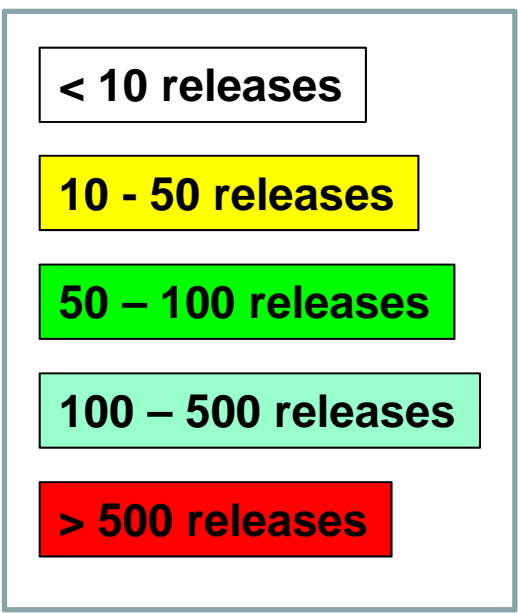 < 10 releases
10 - 50 releases
50 – 100 releases
100 – 500 releases
> 500 releases